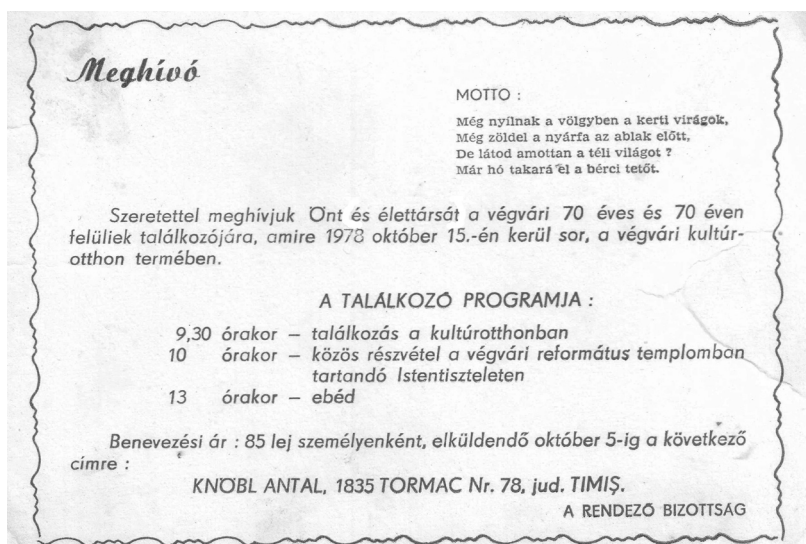 Meghívó
MOTTO :
Még nyílnak a völgyben a kerti virágok,
Még zöldel a nyárfa az ablak előtt,
De látod amottan a téli világot ?
Már hó takará el a bérci tetőt.
Szeretettel meghívjuk Önt és élettársát a végvári 70 éves és 70 éven
felüliek találkozójára, amire 1978 október 15.-én kerül sor, a végvári kultúr-
otthon termében.
A TALÁLKOZÓ PROGRAMJA :
9,30 órakor – találkozás a kultúrotthonban
10 órakor – közös részvétel a végvári református templomban
tartandó Istentiszteleten
13 órakor – ebéd
Benevezési ár : 85 lej személyenként, elküldendő október 5-ig a következő
címre :
KNÖBL ANTAL, 1835 TORMAC Nr. 78, jud. TIMIȘ.
A RENDEZŐ BIZOTTSÁG